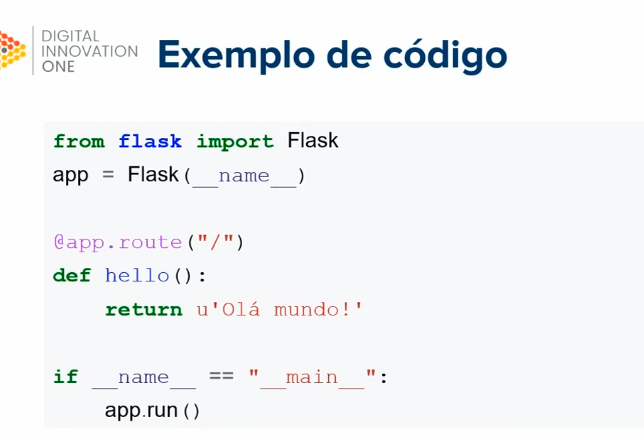 DIGITAL
INNOVATION
ONE
Exemplo de código
from flask import Flask
app = Flask(__name__)
@app.route("/")
def hello():
    return u'Olá mundo!'
if __name__ == "__main__":
    app.run()